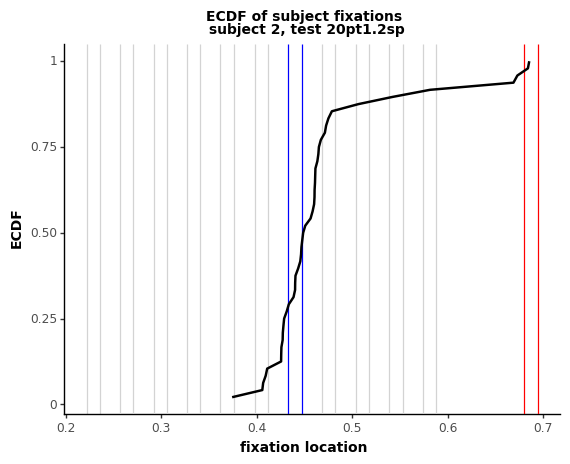 ECDF of subject fixations
subject 2, test 20pt1.2sp
1
0.75
0.50
0.25
0
ECDF
0.2
0.3
0.4
0.5
0.6
0.7
fixation location